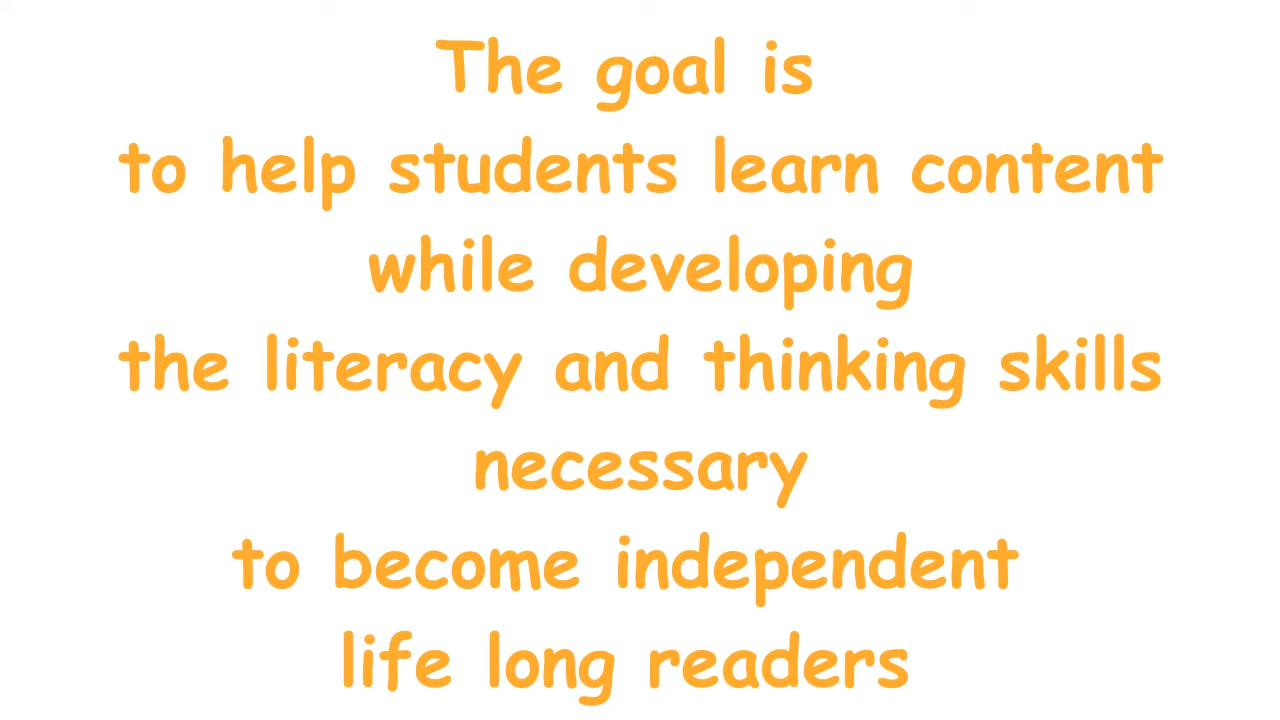 The goal is
to help students learn content
while developing
the literacy and thinking skills
necessary
to become independent
life long readers